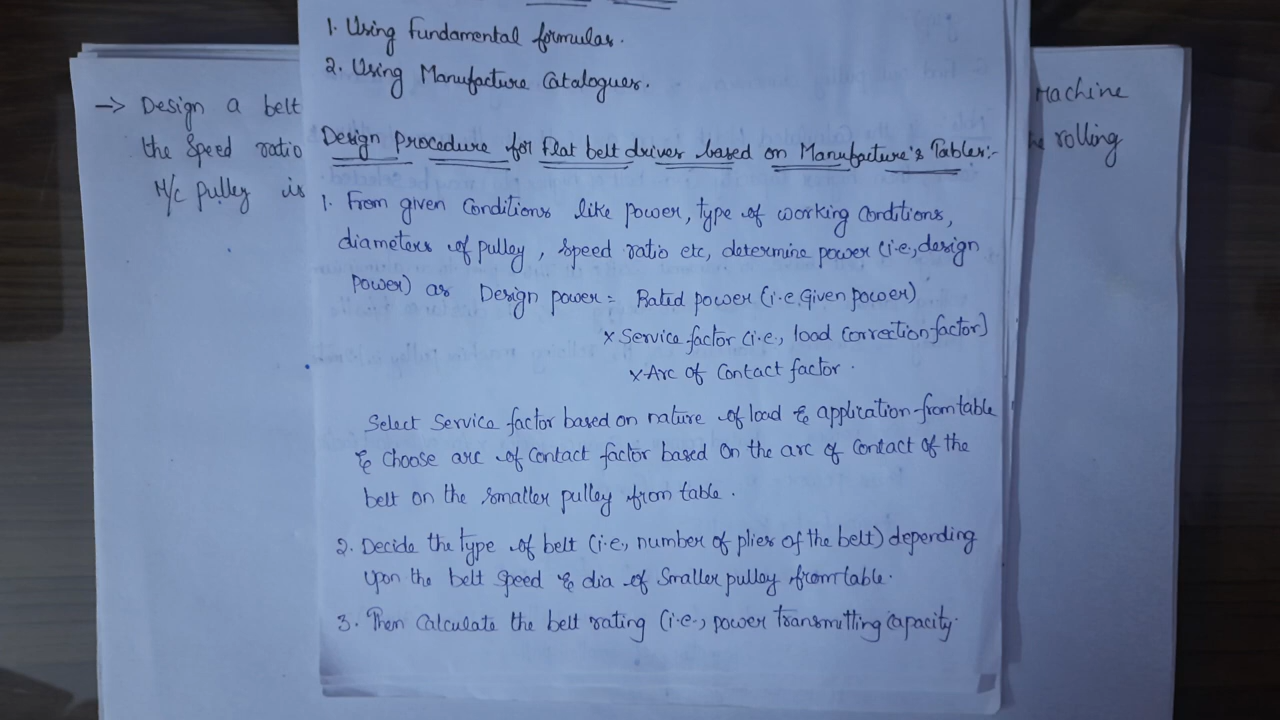 1. Using Fundamental formulas.
2. Using Manufacture Catalogues.
Design Procedure for Flat belt drives based on Manufacture's Tables:-
1. From given Conditions like power, type of working Conditions,
diameters of pulley, speed ratio etc, determine power (i.e, design
power) as Design power = Rated power (i.e. Given power)
x Service factor (i.e., load correction factor)
x Arc of Contact factor.
Select Service factor based on nature of load & application from table
& choose arc of contact factor based on the arc of contact of the
belt on the smaller pulley from table.
2. Decide the type of belt (i.e, number of plies of the belt) depending
upon the belt speed & dia of Smaller pulley from table.
3. Then Calculate the belt rating (i.e., power transmitting Capacity.
→ Design a belt
the Speed ratio
M/c pulley is
Machine
rolling